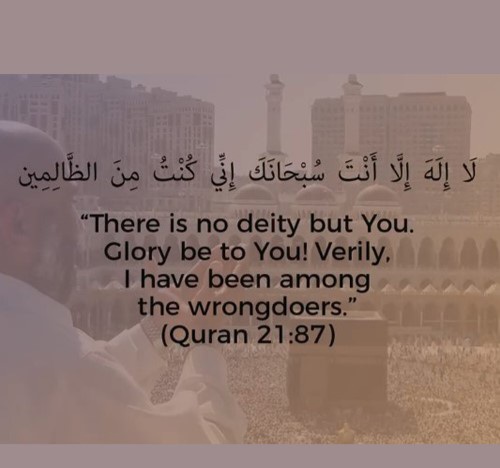 لَا إِلَهَ إِلَّا أَنْتَ سُبْحَانَكَ إِنِّي كُنْتُ مِنَ الظَّالِمِين
“There is no deity but You.
Glory be to You! Verily,
I have been among
the wrongdoers.”
(Quran 21:87)